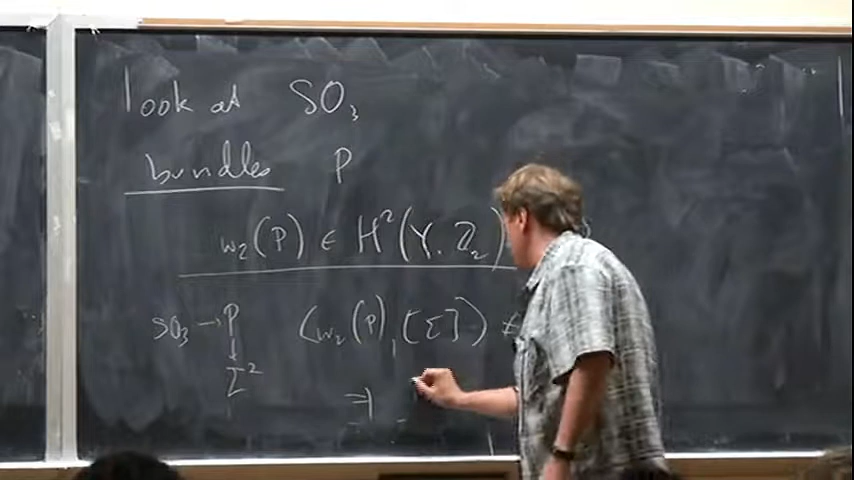 look at SO₃
bundles P
w₂(P) ∈ H²(Y, ℤ₂)
SO₃ → P ⟨w₂(P), [Σ]⟩ ≠
↓
Σ²